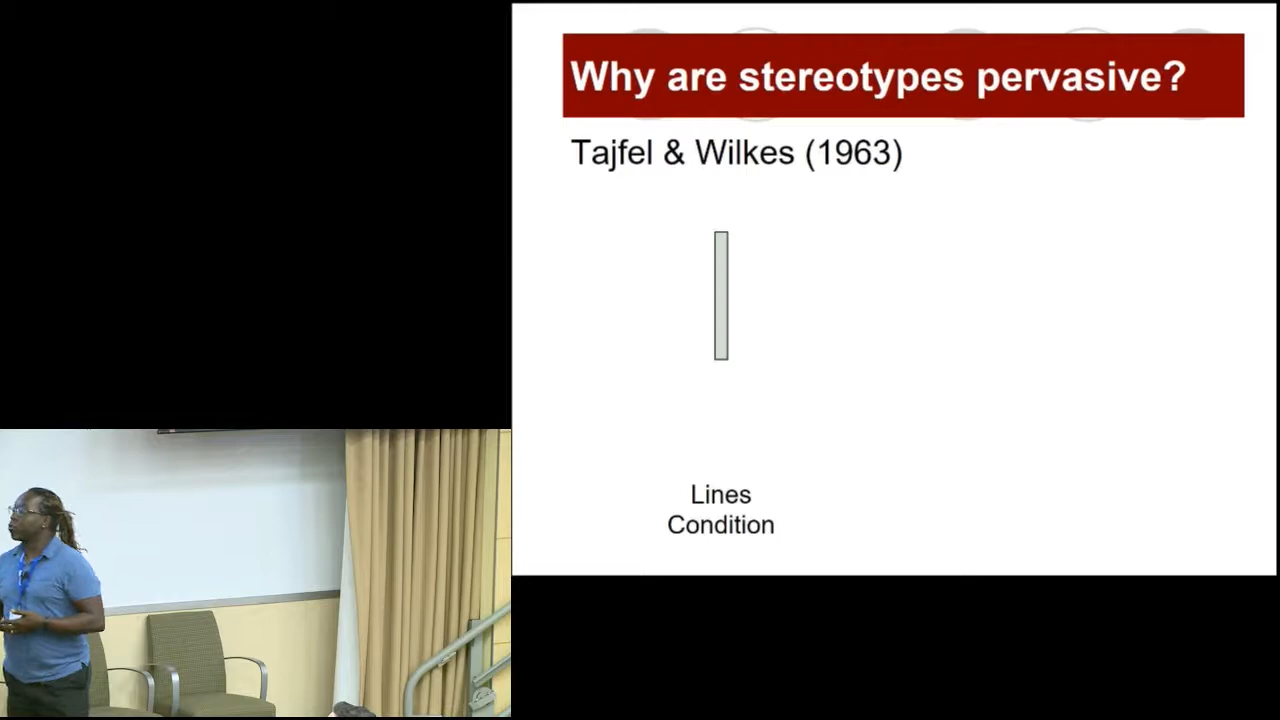 Why are stereotypes pervasive?
Tajfel & Wilkes (1963)
Lines
Condition